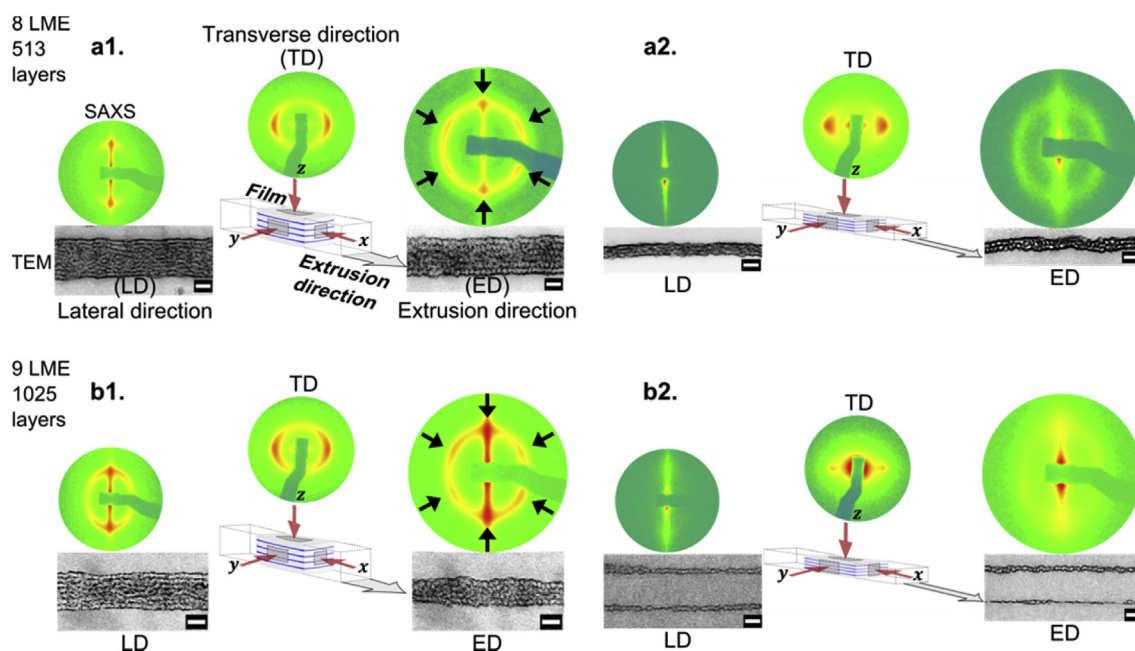 8 LME
513
layers
a1.
Transverse direction
(TD)
SAXS
z
Film
y
x
TEM
(LD)
Lateral direction
Extrusion
direction
(ED)
Extrusion direction
a2.
TD
z
y
x
LD
ED
9 LME
1025
layers
b1.
TD
z
y
x
LD
ED
b2.
TD
z
y
x
LD
ED